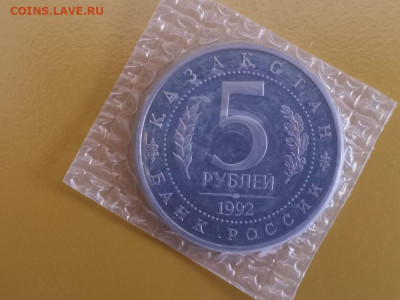 COINS.LAVE.RU
КАЗАХСТАН
5
РУБЛЕЙ
1992
БАНК РОССИИ